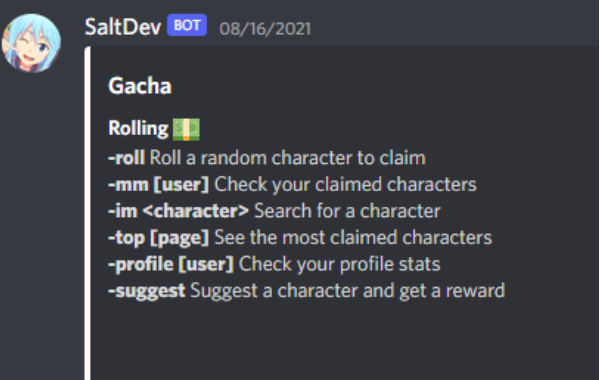 SaltDev BOT 08/16/2021
Gacha
Rolling
-roll Roll a random character to claim
-mm [user] Check your claimed characters
-im <character> Search for a character
-top [page] See the most claimed characters
-profile [user] Check your profile stats
-suggest Suggest a character and get a reward